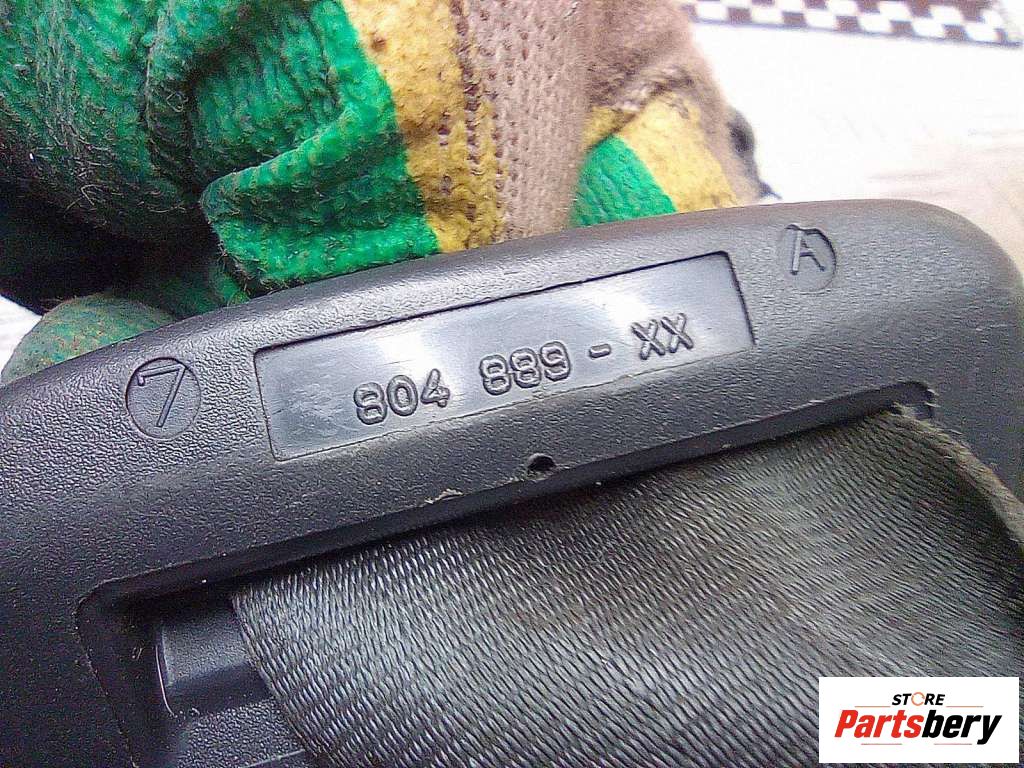 A
7
804 889 - XX
STORE
Partsbery